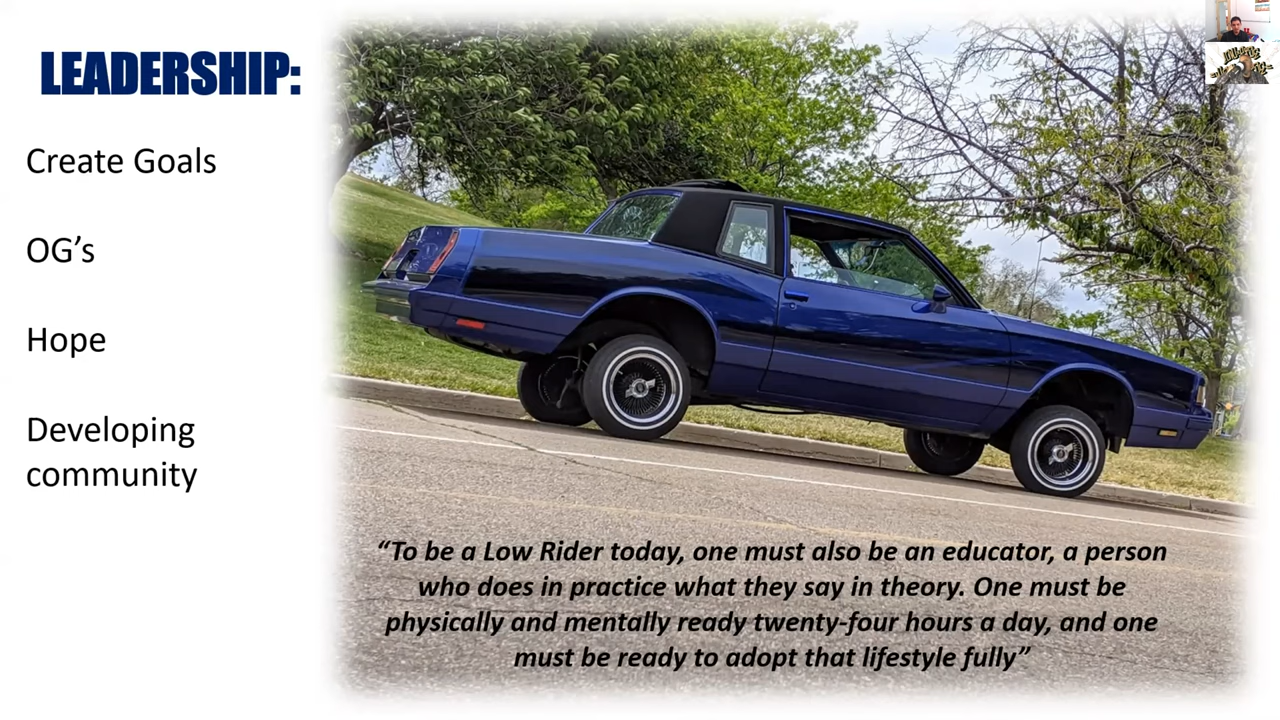 LEADERSHIP:
Create Goals
OG’s
Hope
Developing
community
“To be a Low Rider today, one must also be an educator, a person
who does in practice what they say in theory. One must be
physically and mentally ready twenty-four hours a day, and one
must be ready to adopt that lifestyle fully”